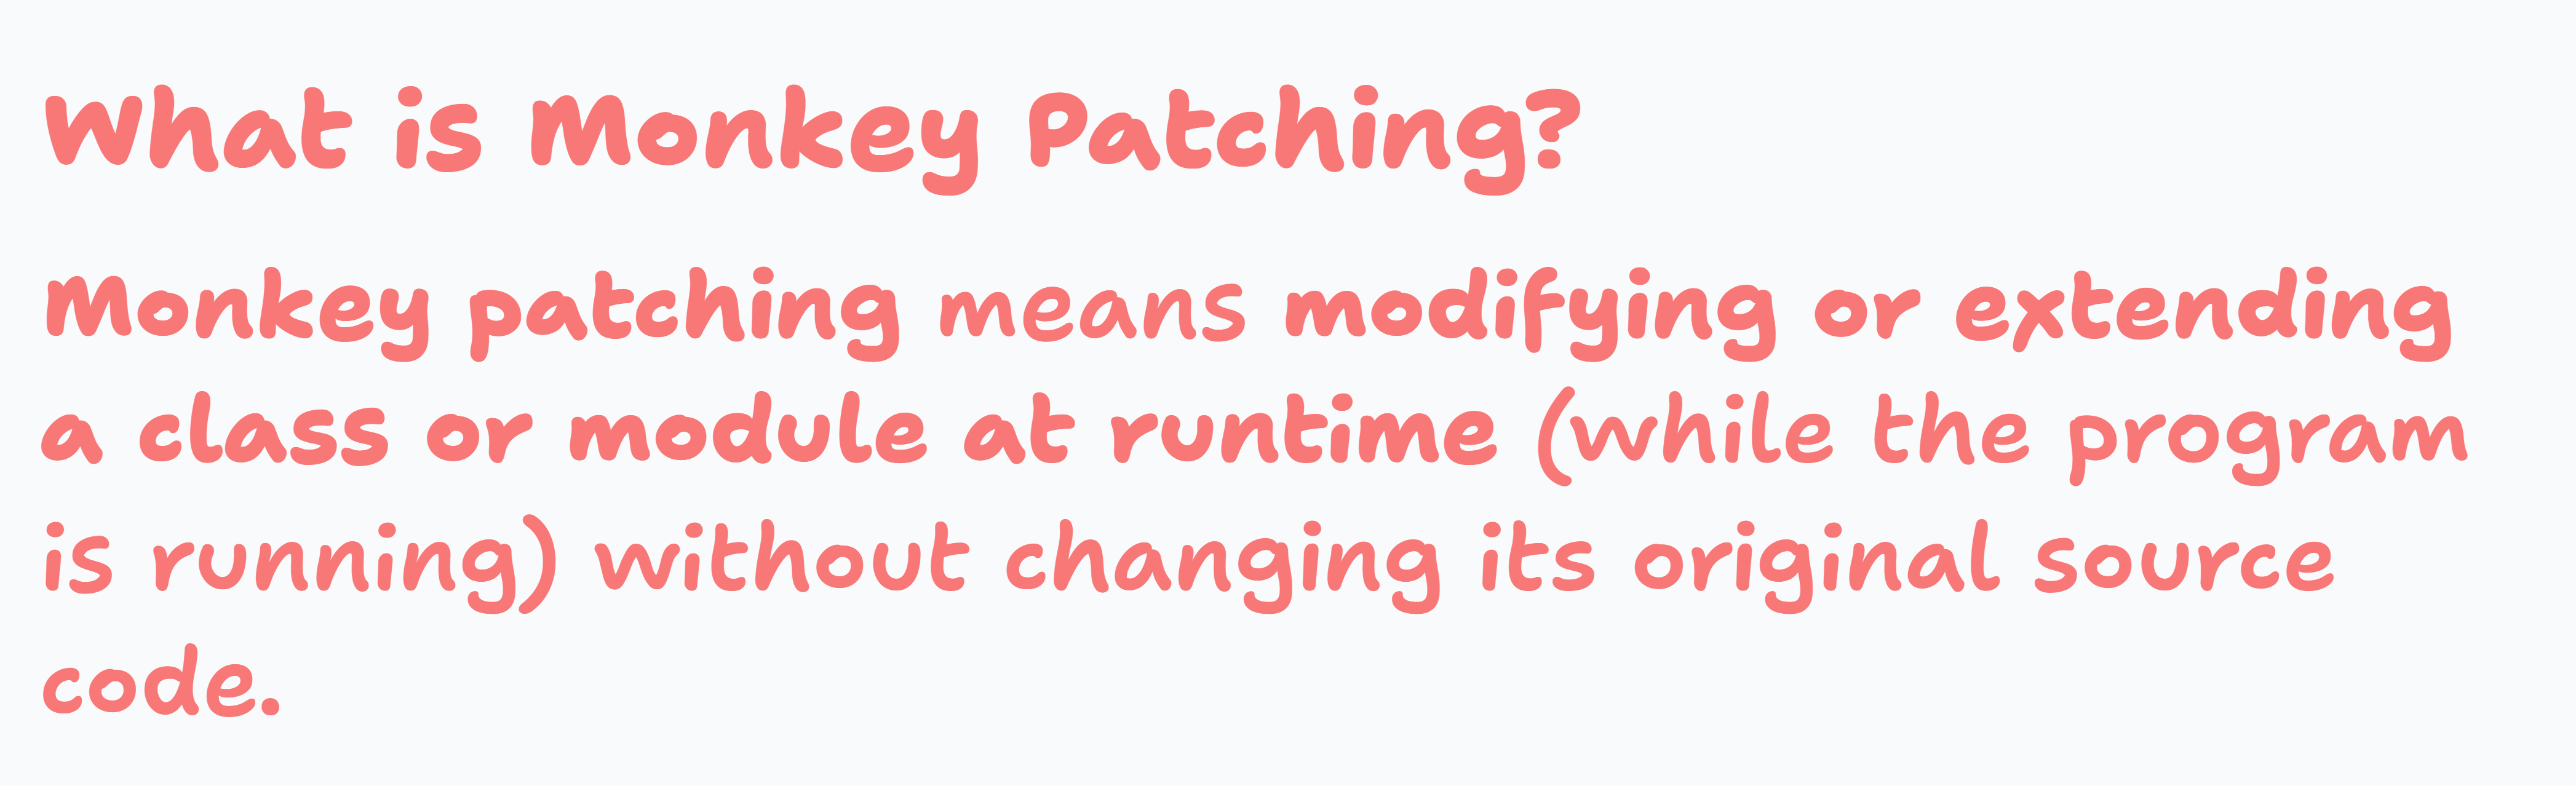 What is Monkey Patching?
Monkey patching means modifying or extending
a class or module at runtime (while the program
is running) without changing its original source
code.